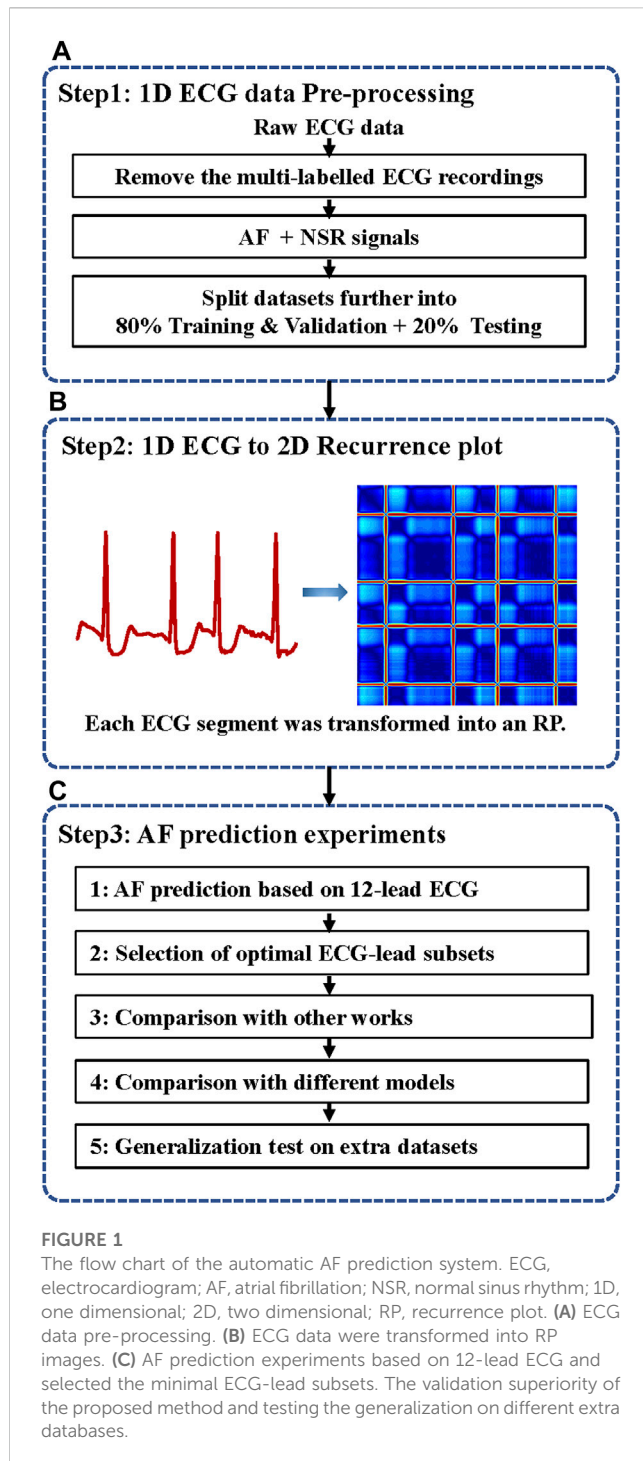 A
Step1: 1D ECG data Pre-processing
Raw ECG data
Remove the multi-labelled ECG recordings
AF + NSR signals
Split datasets further into
80% Training & Validation + 20% Testing
B
Step2: 1D ECG to 2D Recurrence plot
Each ECG segment was transformed into an RP.
C
Step3: AF prediction experiments
1: AF prediction based on 12-lead ECG
2: Selection of optimal ECG-lead subsets
3: Comparison with other works
4: Comparison with different models
5: Generalization test on extra datasets
FIGURE 1
The flow chart of the automatic AF prediction system. ECG,
electrocardiogram; AF, atrial fibrillation; NSR, normal sinus rhythm; 1D,
one dimensional; 2D, two dimensional; RP, recurrence plot. (A) ECG
data pre-processing. (B) ECG data were transformed into RP
images. (C) AF prediction experiments based on 12-lead ECG and
selected the minimal ECG-lead subsets. The validation superiority of
the proposed method and testing the generalization on different extra
databases.